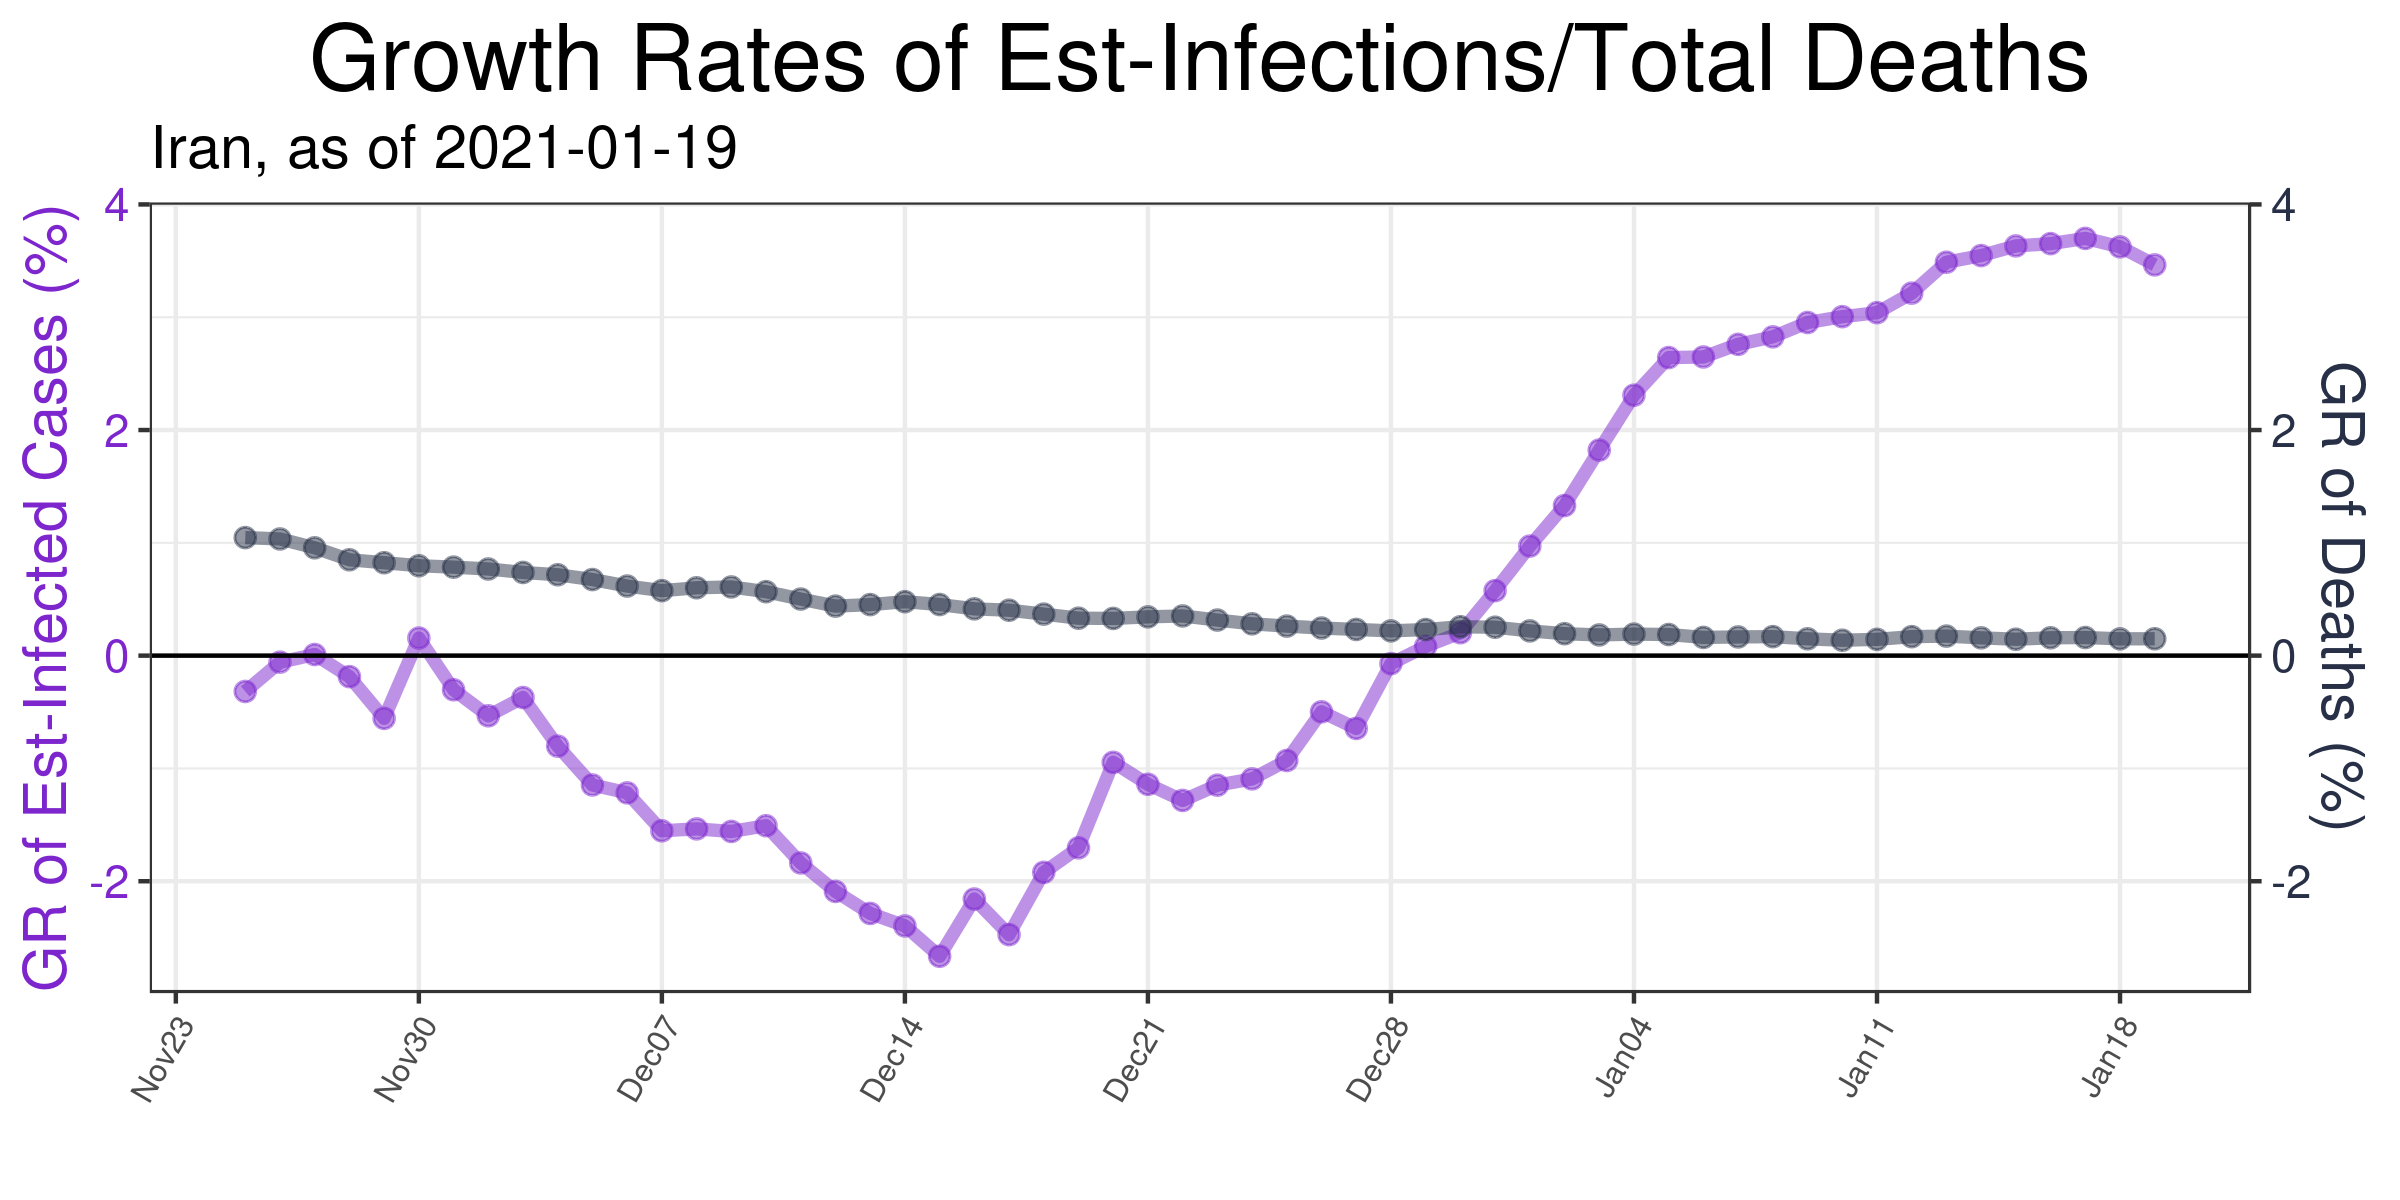 Growth Rates of Est-Infections/Total Deaths
Iran, as of 2021-01-19
GR of Est-Infected Cases (%)
4
2
0
-2
4
2
0
-2
GR of Deaths (%)
Nov23
Nov30
Dec07
Dec14
Dec21
Dec28
Jan04
Jan11
Jan18